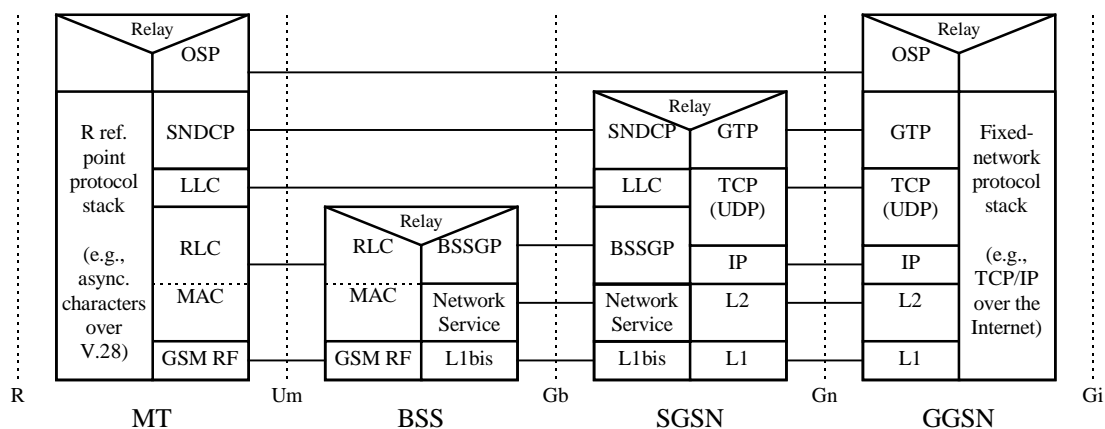 Relay
OSP
R ref.
point
protocol
stack
(e.g.,
async.
characters
over
V.28)
SNDCP
LLC
RLC
MAC
GSM RF
Relay
RLC
MAC
GSM RF
BSSGP
Network
Service
L1bis
Relay
SNDCP
LLC
BSSGP
Network
Service
L1bis
GTP
TCP
(UDP)
IP
L2
L1
Relay
OSP
GTP
TCP
(UDP)
IP
L2
L1
Fixed-
network
protocol
stack
(e.g.,
TCP/IP
over the
Internet)
R
Um
Gb
Gn
Gi
MT
BSS
SGSN
GGSN